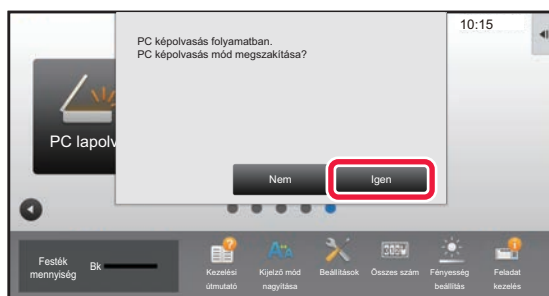 10:15
PC képolvasás folyamatban.
PC képolvasás mód megszakítása?
PC lapolv
Nem
Igen
Festék
mennyiség
Bk
Kezelési
útmutató
Kijelző mód
nagyítása
Beállítások
Összes szám
Fényesség
beállítás
Feladat
kezelés